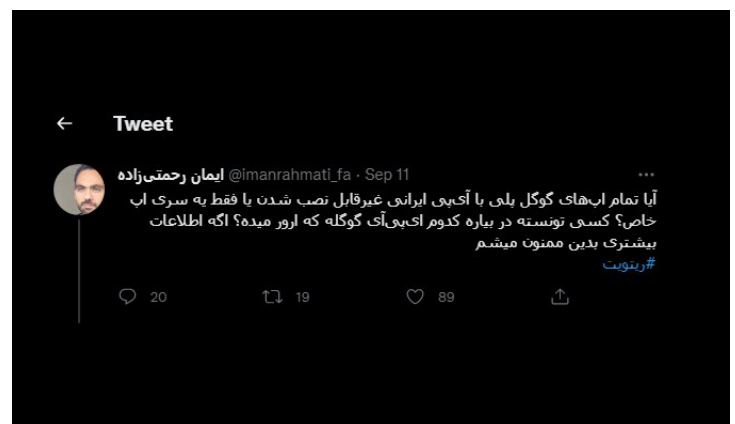 ← Tweet
ایمان رحمتی‌زاده @imanrahmati_fa · Sep 11 ...
آیا تمام اپ‌های گوگل پلی با آی‌پی ایرانی غیرقابل نصب شدن یا فقط یه سری اپ
خاص؟ کسی تونسته در بیاره کدوم ای‌پی‌آی گوگله که ارور میده؟ اگه اطلاعات
بیشتری بدین ممنون میشم
#ریتویت
20 19 89